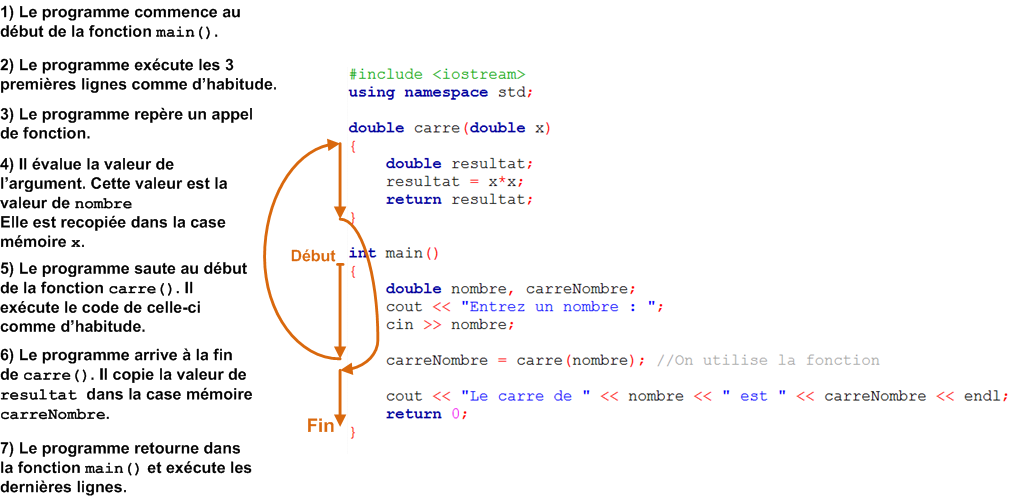 1) Le programme commence au
début de la fonction main().
2) Le programme exécute les 3
premières lignes comme d’habitude.
3) Le programme repère un appel
de fonction.
4) Il évalue la valeur de
l’argument. Cette valeur est la
valeur de nombre
Elle est recopiée dans la case
mémoire x.
5) Le programme saute au début
de la fonction carre(). Il
exécute le code de celle-ci
comme d’habitude.
6) Le programme arrive à la fin
de carre(). Il copie la valeur de
resultat dans la case mémoire
carreNombre.
7) Le programme retourne dans
la fonction main() et exécute les
dernières lignes.
#include <iostream>
using namespace std;
double carre(double x)
{
double resultat;
resultat = x*x;
return resultat;
}
Début
int main()
{
double nombre, carreNombre;
cout << "Entrez un nombre : ";
cin >> nombre;
carreNombre = carre(nombre); //On utilise la fonction
cout << "Le carre de " << nombre << " est " << carreNombre << endl;
return 0;
Fin
}